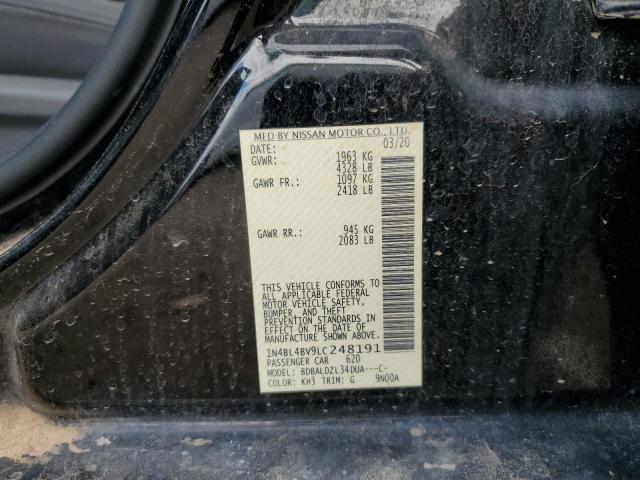 MFD BY NISSAN MOTOR CO., LTD.
DATE: 03/20
GVWR: 1963 KG
4328 LB
GAWR FR.: 1097 KG
2418 LB
GAWR RR.: 945 KG
2083 LB
THIS VEHICLE CONFORMS TO
ALL APPLICABLE FEDERAL
MOTOR VEHICLE SAFETY,
BUMPER, AND THEFT
PREVENTION STANDARDS IN
EFFECT ON THE DATE OF
MANUFACTURE SHOWN ABOVE.
1N4BL4BV9LC248191
PASSENGER CAR 620
MODEL: BDBALDZL34DUA---C-
COLOR: KH3 TRIM: G 9N00A